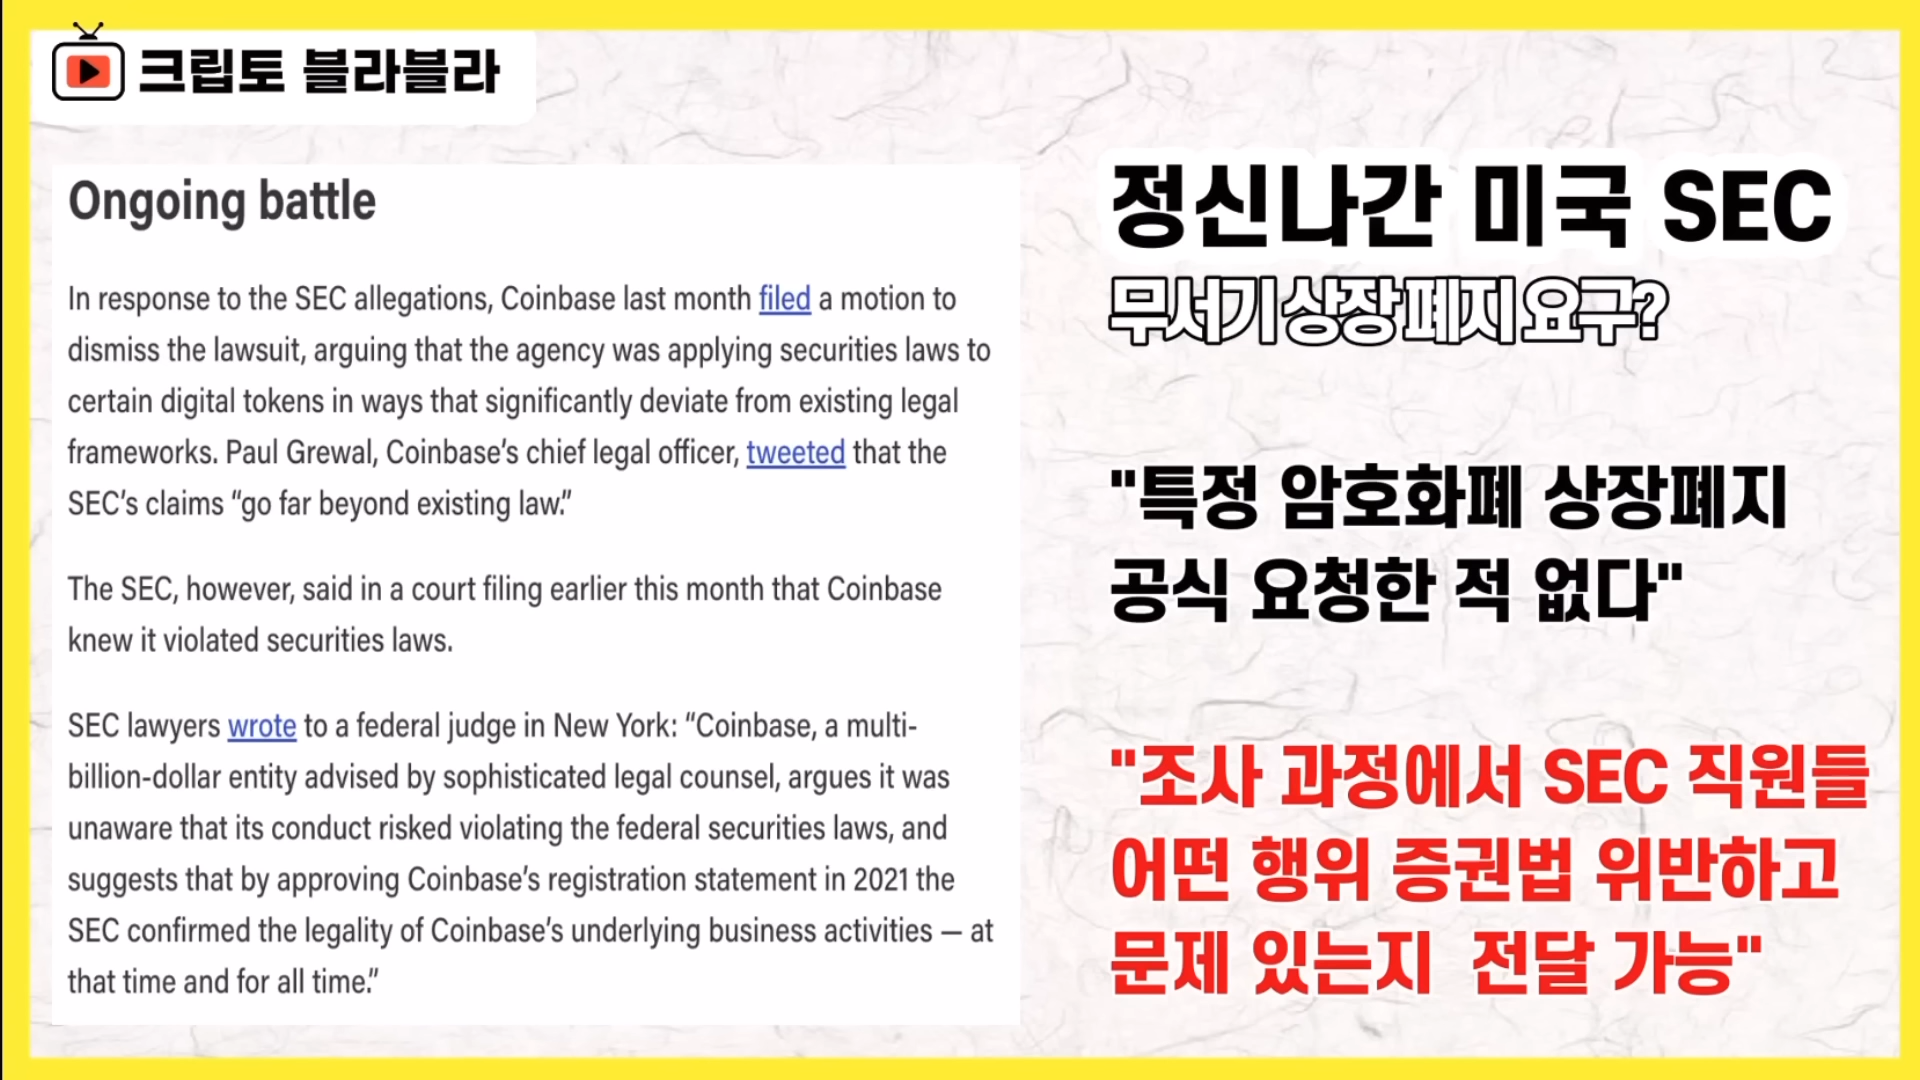 크립토 블라블라
Ongoing battle
In response to the SEC allegations, Coinbase last month filed a motion to
dismiss the lawsuit, arguing that the agency was applying securities laws to
certain digital tokens in ways that significantly deviate from existing legal
frameworks. Paul Grewal, Coinbase’s chief legal officer, tweeted that the
SEC’s claims “go far beyond existing law.”
The SEC, however, said in a court filing earlier this month that Coinbase
knew it violated securities laws.
SEC lawyers wrote to a federal judge in New York: “Coinbase, a multi-
billion-dollar entity advised by sophisticated legal counsel, argues it was
unaware that its conduct risked violating the federal securities laws, and
suggests that by approving Coinbase’s registration statement in 2021 the
SEC confirmed the legality of Coinbase’s underlying business activities — at
that time and for all time.”
정신나간 미국 SEC
무서기 상장폐지 요구?
"특정 암호화폐 상장폐지
공식 요청한 적 없다"
"조사 과정에서 SEC 직원들
어떤 행위 증권법 위반하고
문제 있는지 전달 가능"